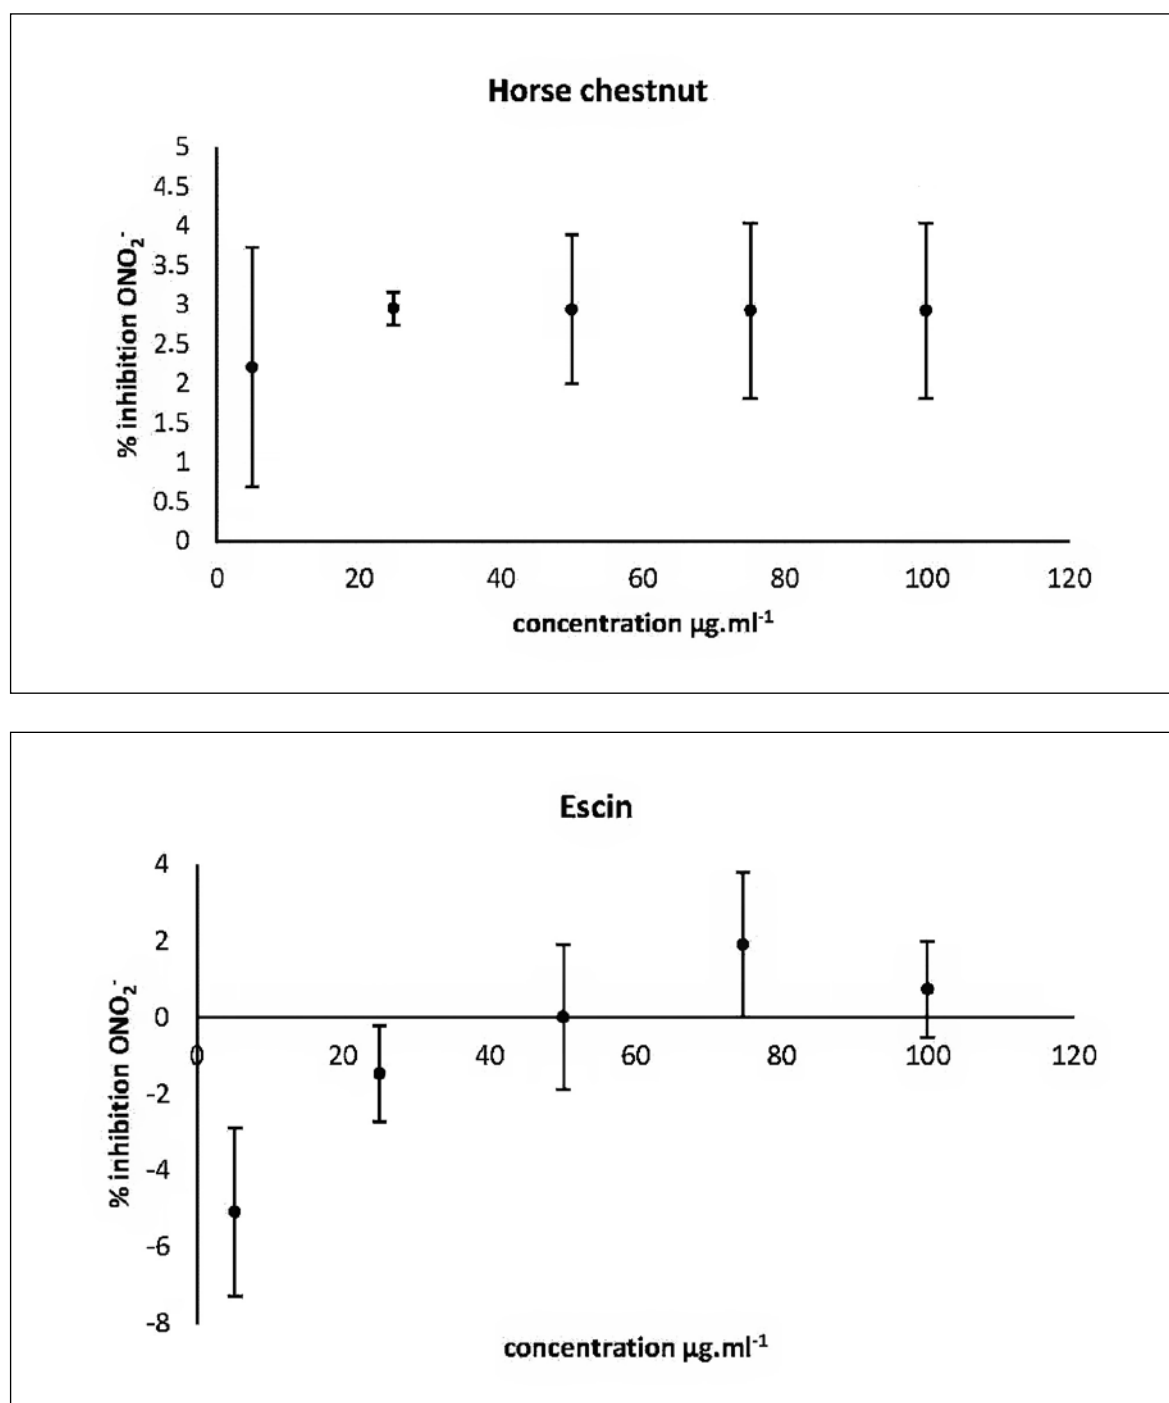 Horse chestnut
5
4.5
4
3.5
3
2.5
2
1.5
1
0.5
0
% inhibition ONO₂⁻
0 20 40 60 80 100 120
concentration µg.ml⁻¹
Escin
4
2
0
-2
-4
-6
-8
% inhibition ONO₂⁻
0 20 40 60 80 100 120
concentration µg.ml⁻¹